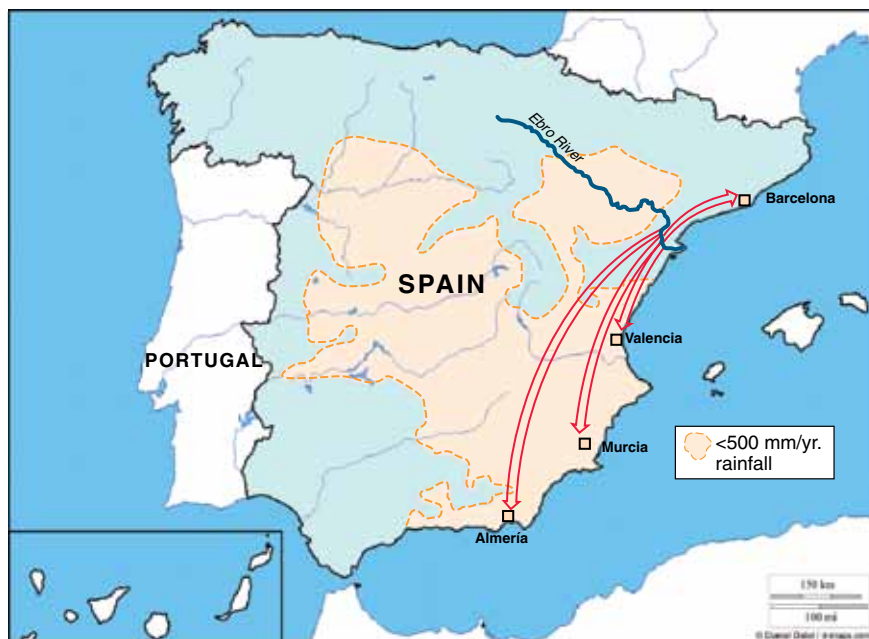 Ebro River
Barcelona
SPAIN
Valencia
PORTUGAL
<500 mm/yr.
rainfall
Murcia
Almería
150 km
100 mi